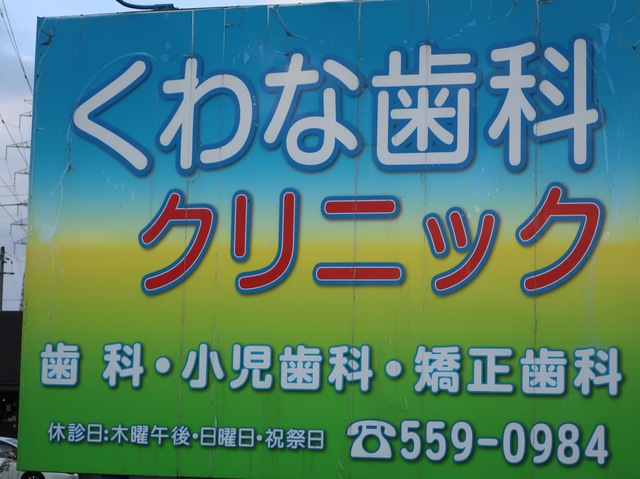 くわな歯科
クリニック
歯科・小児歯科・矯正歯科
休診日:木曜午後・日曜日・祝祭日 ☎559-0984